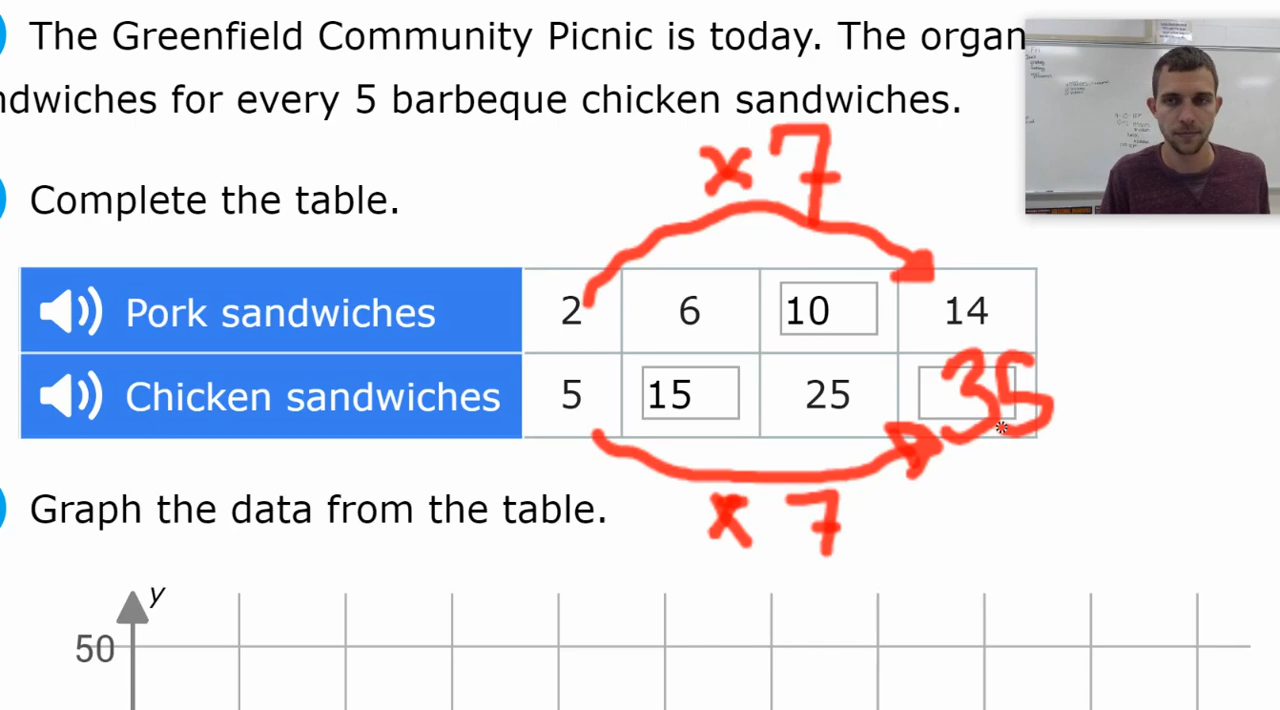 The Greenfield Community Picnic is today. The organ
ndwiches for every 5 barbeque chicken sandwiches.
x 7
Complete the table.
Pork sandwiches 2 6 10 14
Chicken sandwiches 5 15 25 35
x 7
Graph the data from the table.
y
50